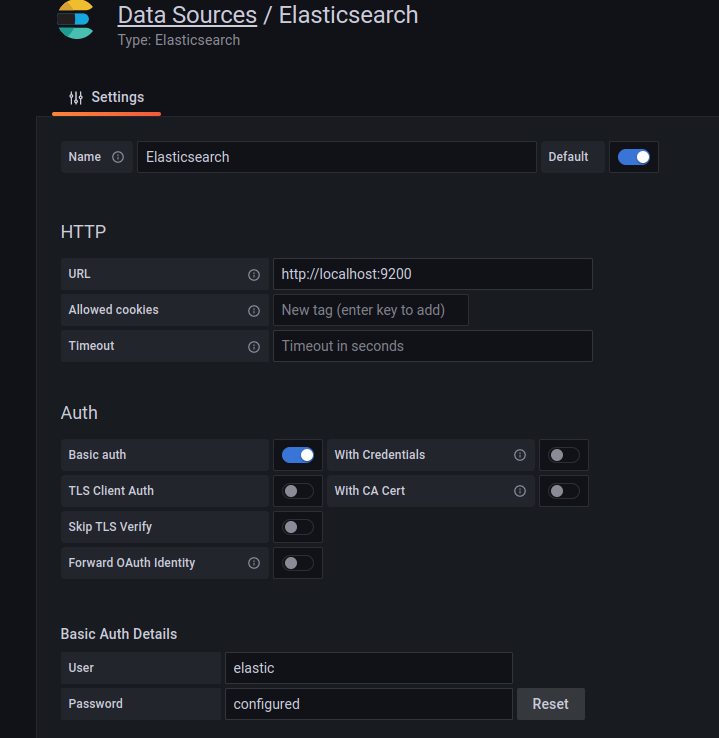 Data Sources / Elasticsearch
Type: Elasticsearch
Settings
Name Elasticsearch Default
HTTP
URL http://localhost:9200
Allowed cookies New tag (enter key to add)
Timeout Timeout in seconds
Auth
Basic auth With Credentials
TLS Client Auth With CA Cert
Skip TLS Verify
Forward OAuth Identity
Basic Auth Details
User elastic
Password configured Reset